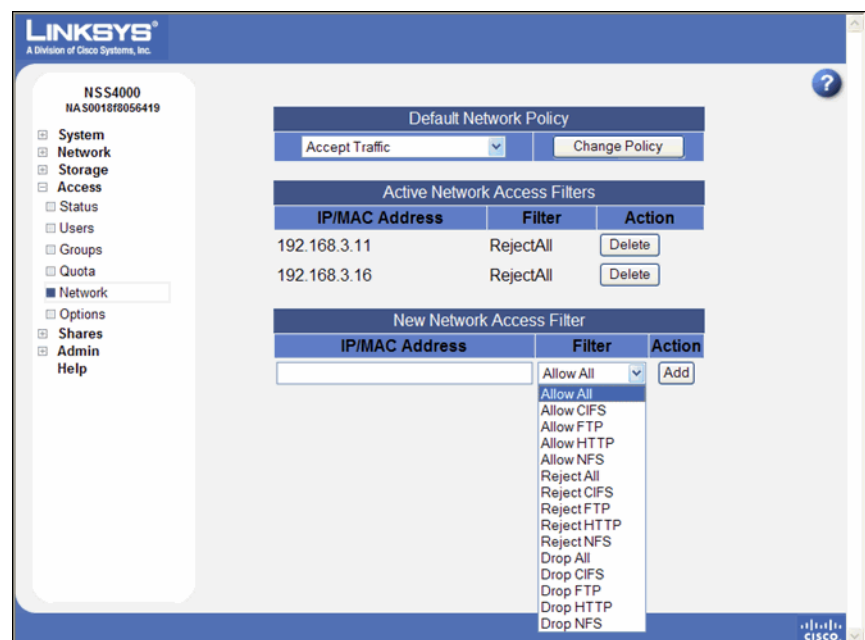 LINKSYS®
A Division of Cisco Systems, Inc.
NSS4000
NAS0018f8056419
System
Network
Storage
Access
Status
Users
Groups
Quota
Network
Options
Shares
Admin
Help
?
Default Network Policy
Accept Traffic
Change Policy
Active Network Access Filters
IP/MAC Address Filter Action
192.168.3.11 RejectAll Delete
192.168.3.16 RejectAll Delete
New Network Access Filter
IP/MAC Address Filter Action
Allow All Add
Allow All
Allow CIFS
Allow FTP
Allow HTTP
Allow NFS
Reject All
Reject CIFS
Reject FTP
Reject HTTP
Reject NFS
Drop All
Drop CIFS
Drop FTP
Drop HTTP
Drop NFS
CISCO